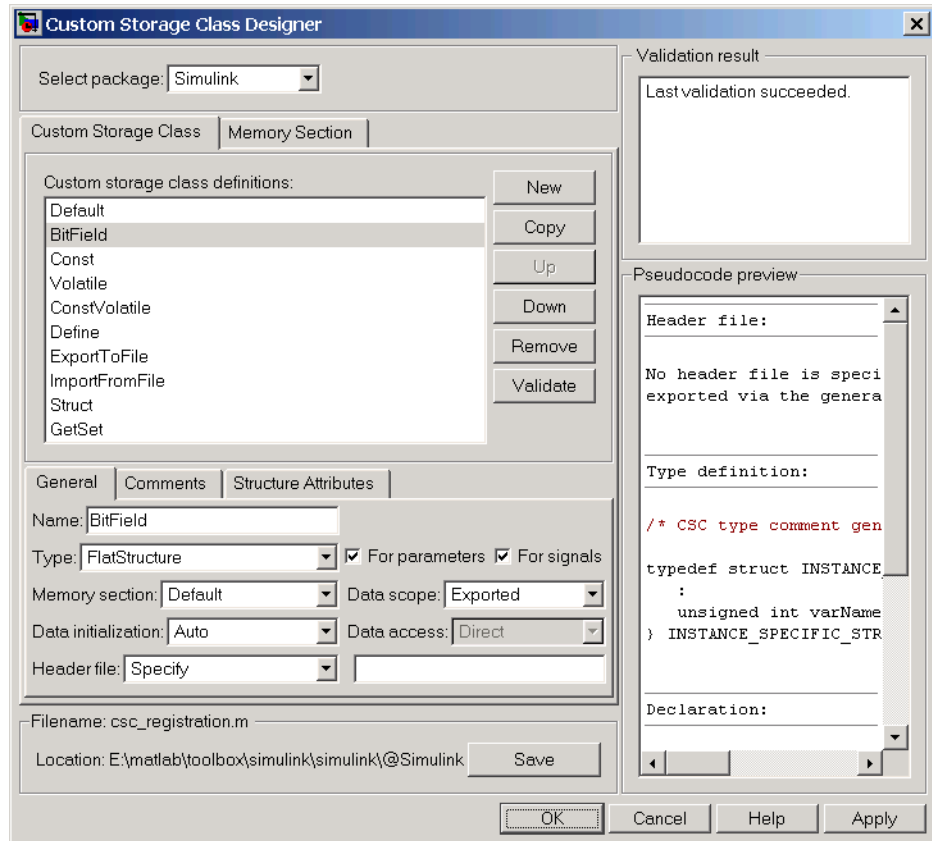 Custom Storage Class Designer
Select package: Simulink
Custom Storage Class
Memory Section
Custom storage class definitions:
Default
BitField
Const
Volatile
ConstVolatile
Define
ExportToFile
ImportFromFile
Struct
GetSet
New
Copy
Up
Down
Remove
Validate
General
Comments
Structure Attributes
Name: BitField
Type: FlatStructure For parameters For signals
Memory section: Default Data scope: Exported
Data initialization: Auto Data access: Direct
Header file: Specify
Filename: csc_registration.m
Location: E:\matlab\toolbox\simulink\simulink\@Simulink Save
Validation result
Last validation succeeded.
Pseudocode preview
Header file:
No header file is speci
exported via the genera
Type definition:
/* CSC type comment gen
typedef struct INSTANCE_
:
unsigned int varName
} INSTANCE_SPECIFIC_STR
Declaration:
OK Cancel Help Apply